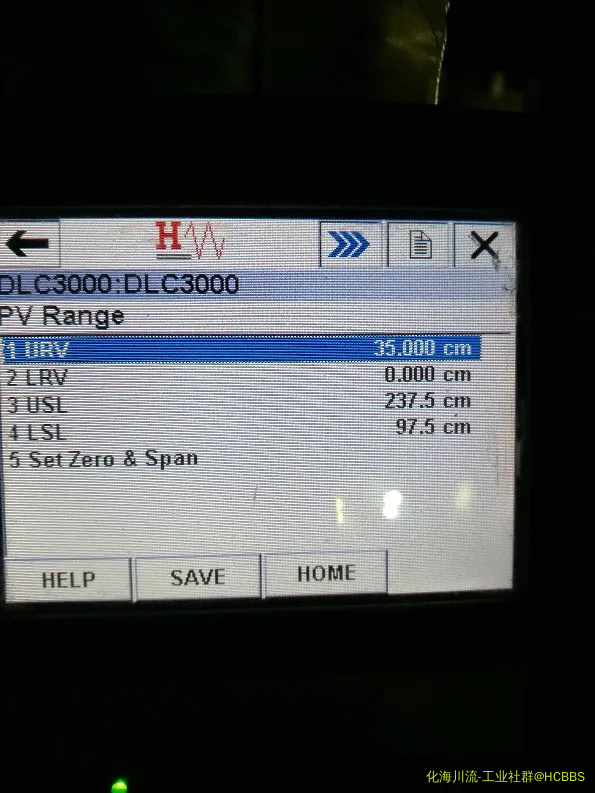 H
DLC3000:DLC3000
PV Range
1 URV 35.000 cm
2 LRV 0.000 cm
3 USL 237.5 cm
4 LSL 97.5 cm
5 Set Zero & Span
HELP SAVE HOME
化海川流-工业社群@HCBBS